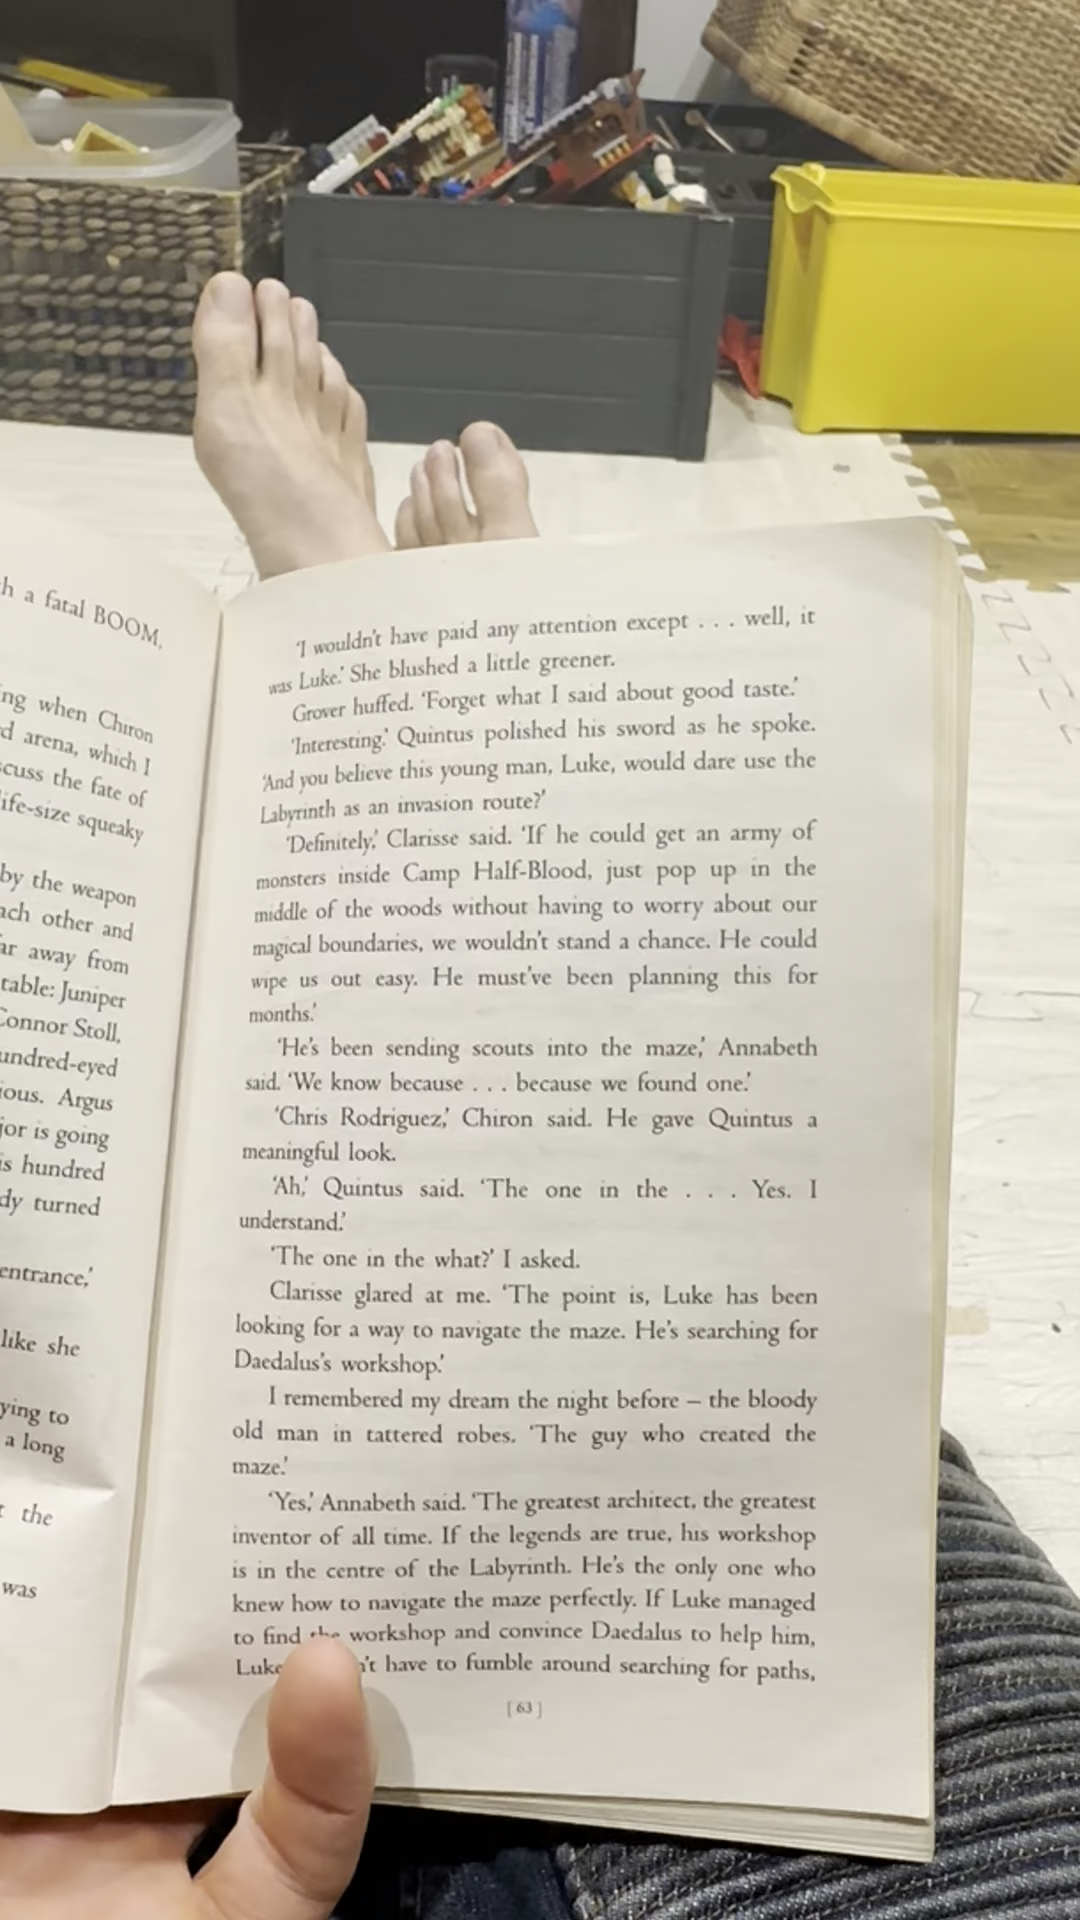 h a fatal BOOM.
ing when Chiron
d arena, which I
scuss the fate of
life-size squeaky
by the weapon
ach other and
ar away from
table: Juniper
Connor Stoll,
undred-eyed
ious. Argus
jor is going
is hundred
dy turned
entrance,’
like she
ying to
a long
the
was
‘I wouldn’t have paid any attention except . . . well, it
was Luke.’ She blushed a little greener.
Grover huffed. ‘Forget what I said about good taste.’
‘Interesting.’ Quintus polished his sword as he spoke.
‘And you believe this young man, Luke, would dare use the
Labyrinth as an invasion route?’
‘Definitely,’ Clarisse said. ‘If he could get an army of
monsters inside Camp Half-Blood, just pop up in the
middle of the woods without having to worry about our
magical boundaries, we wouldn’t stand a chance. He could
wipe us out easy. He must’ve been planning this for
months.’
‘He’s been sending scouts into the maze,’ Annabeth
said. ‘We know because . . . because we found one.’
‘Chris Rodriguez,’ Chiron said. He gave Quintus a
meaningful look.
‘Ah,’ Quintus said. ‘The one in the . . . Yes. I
understand.’
‘The one in the what?’ I asked.
Clarisse glared at me. ‘The point is, Luke has been
looking for a way to navigate the maze. He’s searching for
Daedalus’s workshop.’
I remembered my dream the night before – the bloody
old man in tattered robes. ‘The guy who created the
maze.’
‘Yes,’ Annabeth said. ‘The greatest architect, the greatest
inventor of all time. If the legends are true, his workshop
is in the centre of the Labyrinth. He’s the only one who
knew how to navigate the maze perfectly. If Luke managed
to find the workshop and convince Daedalus to help him,
Luke ’t have to fumble around searching for paths,
[ 63 ]